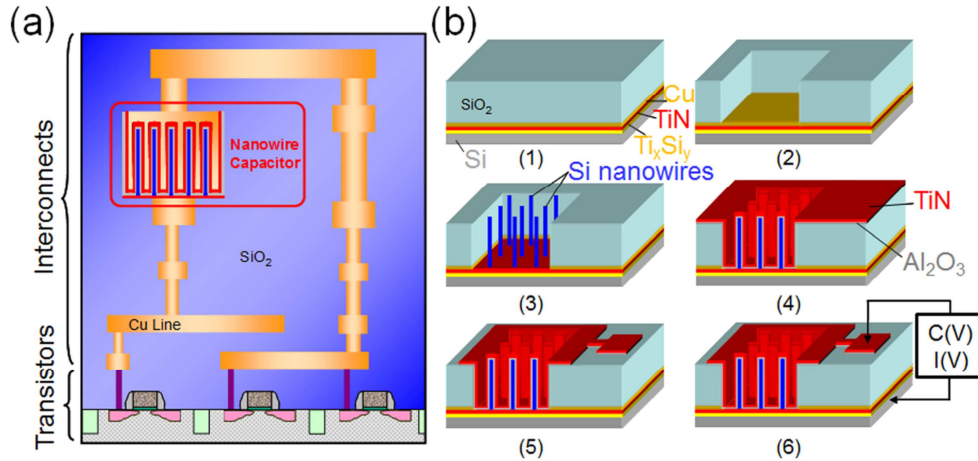 (a)
Interconnects
Transistors
Nanowire
Capacitor
SiO₂
Cu Line
(b)
SiO₂
Cu
TiN
TiₓSiᵧ
Si
(1)
(2)
Si nanowires
(3)
TiN
Al₂O₃
(4)
(5)
C(V)
I(V)
(6)